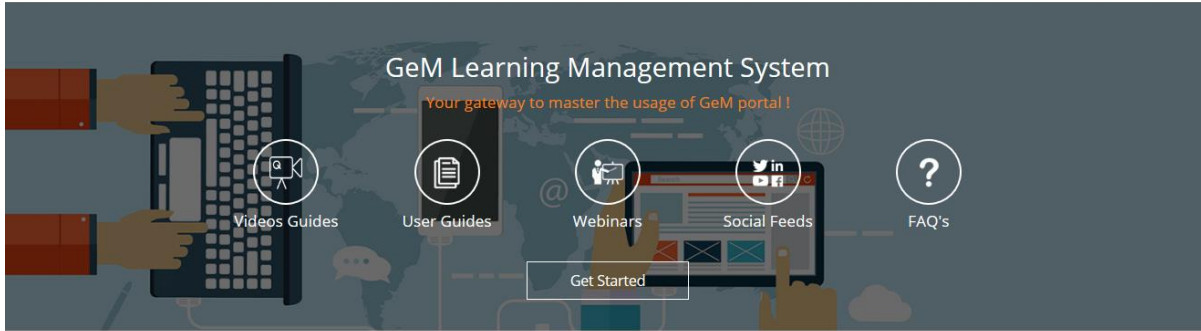 GeM Learning Management System
Your gateway to master the usage of GeM portal !
Videos Guides
User Guides
Webinars
Social Feeds
FAQ's
Get Started